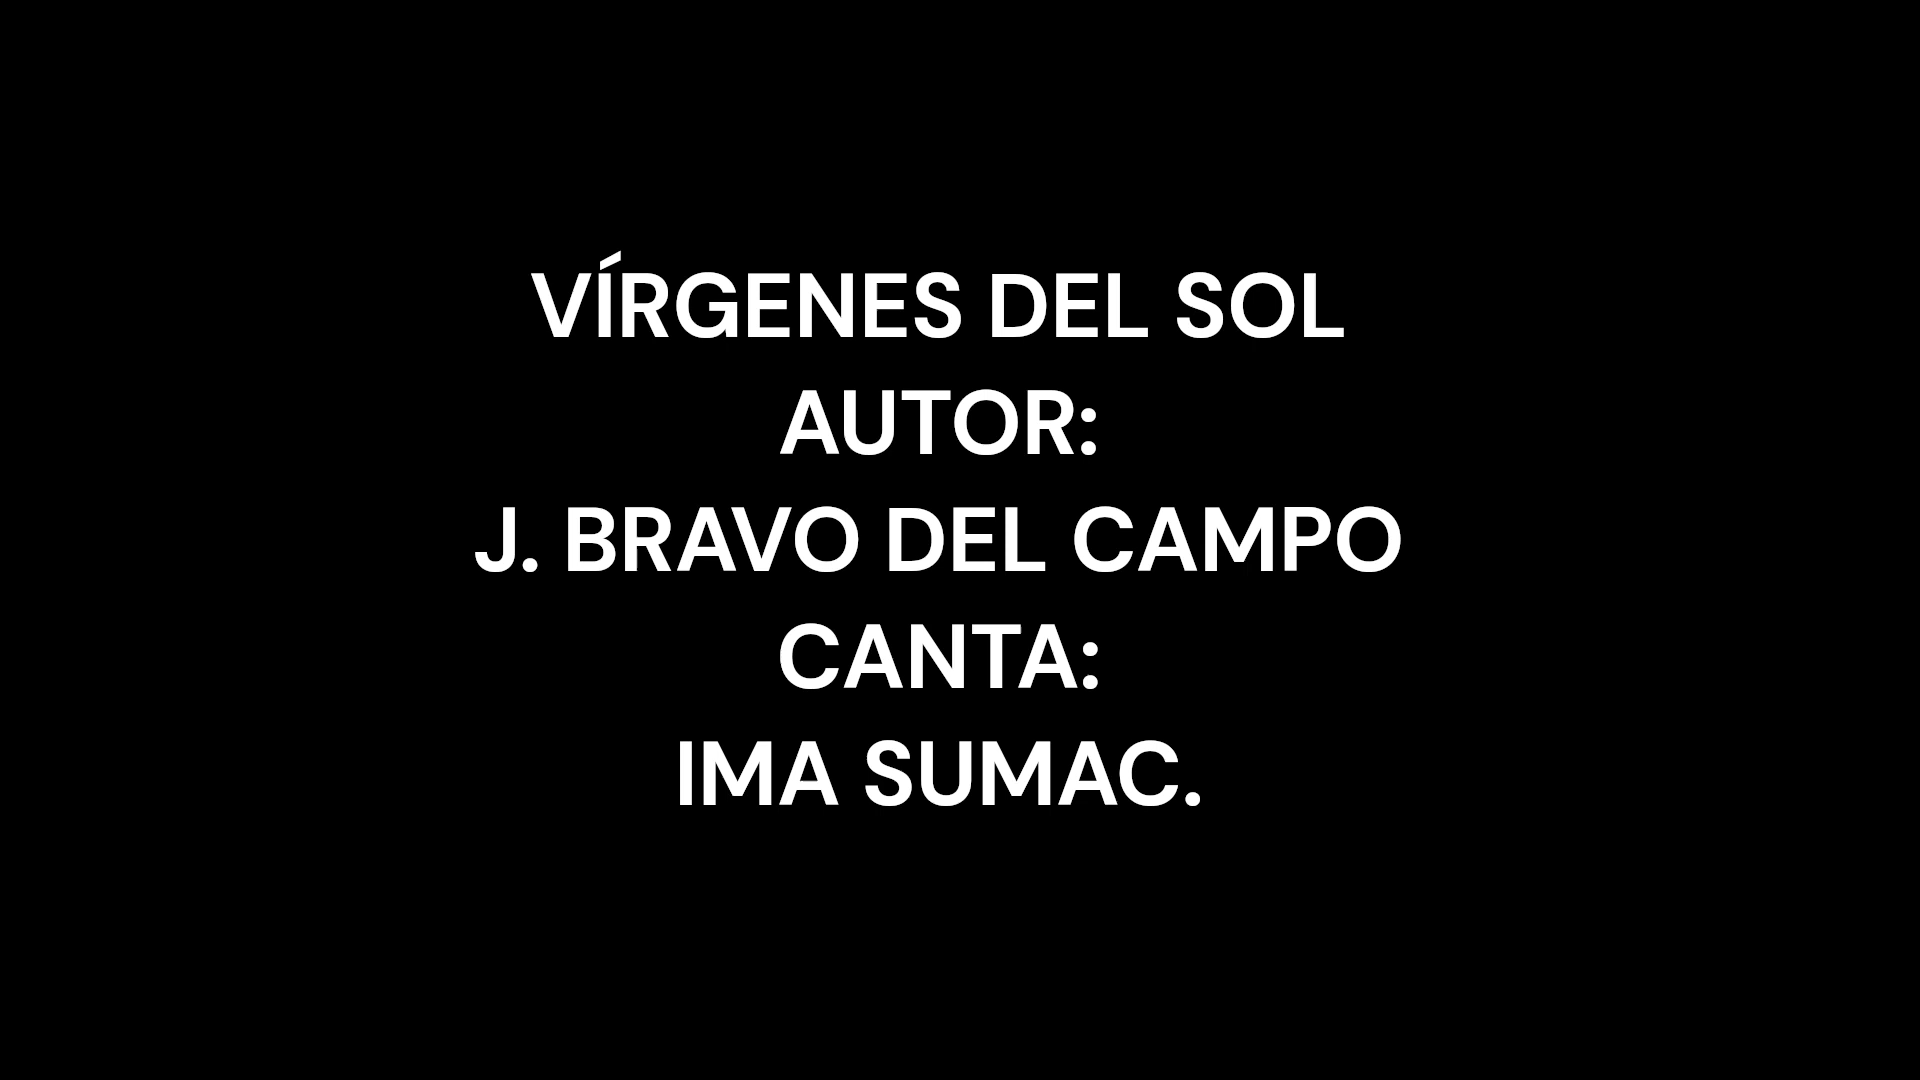 VÍRGENES DEL SOL
AUTOR:
J. BRAVO DEL CAMPO
CANTA:
IMA SUMAC.